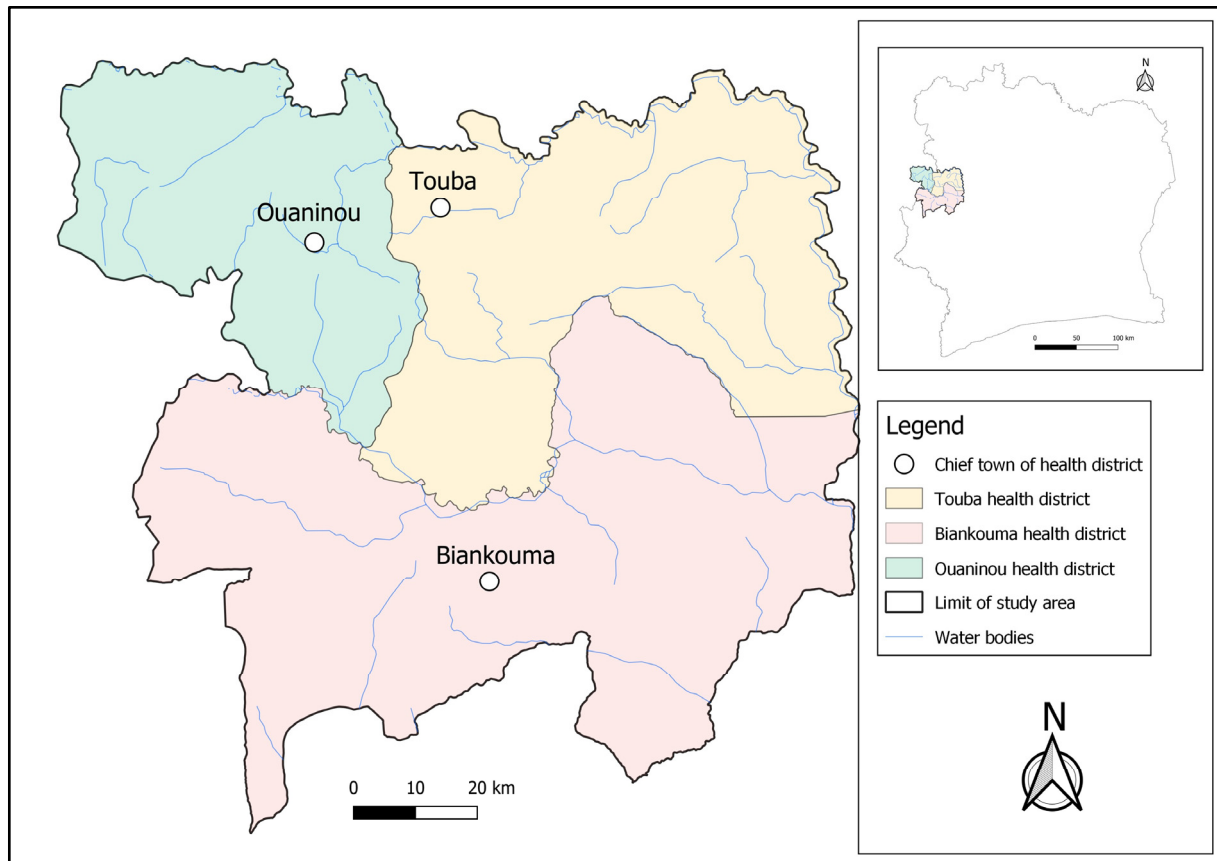 Touba
Ouaninou
Biankouma
0 10 20 km
N
0 50 100 km
Legend
Chief town of health district
Touba health district
Biankouma health district
Ouaninou health district
Limit of study area
Water bodies
N